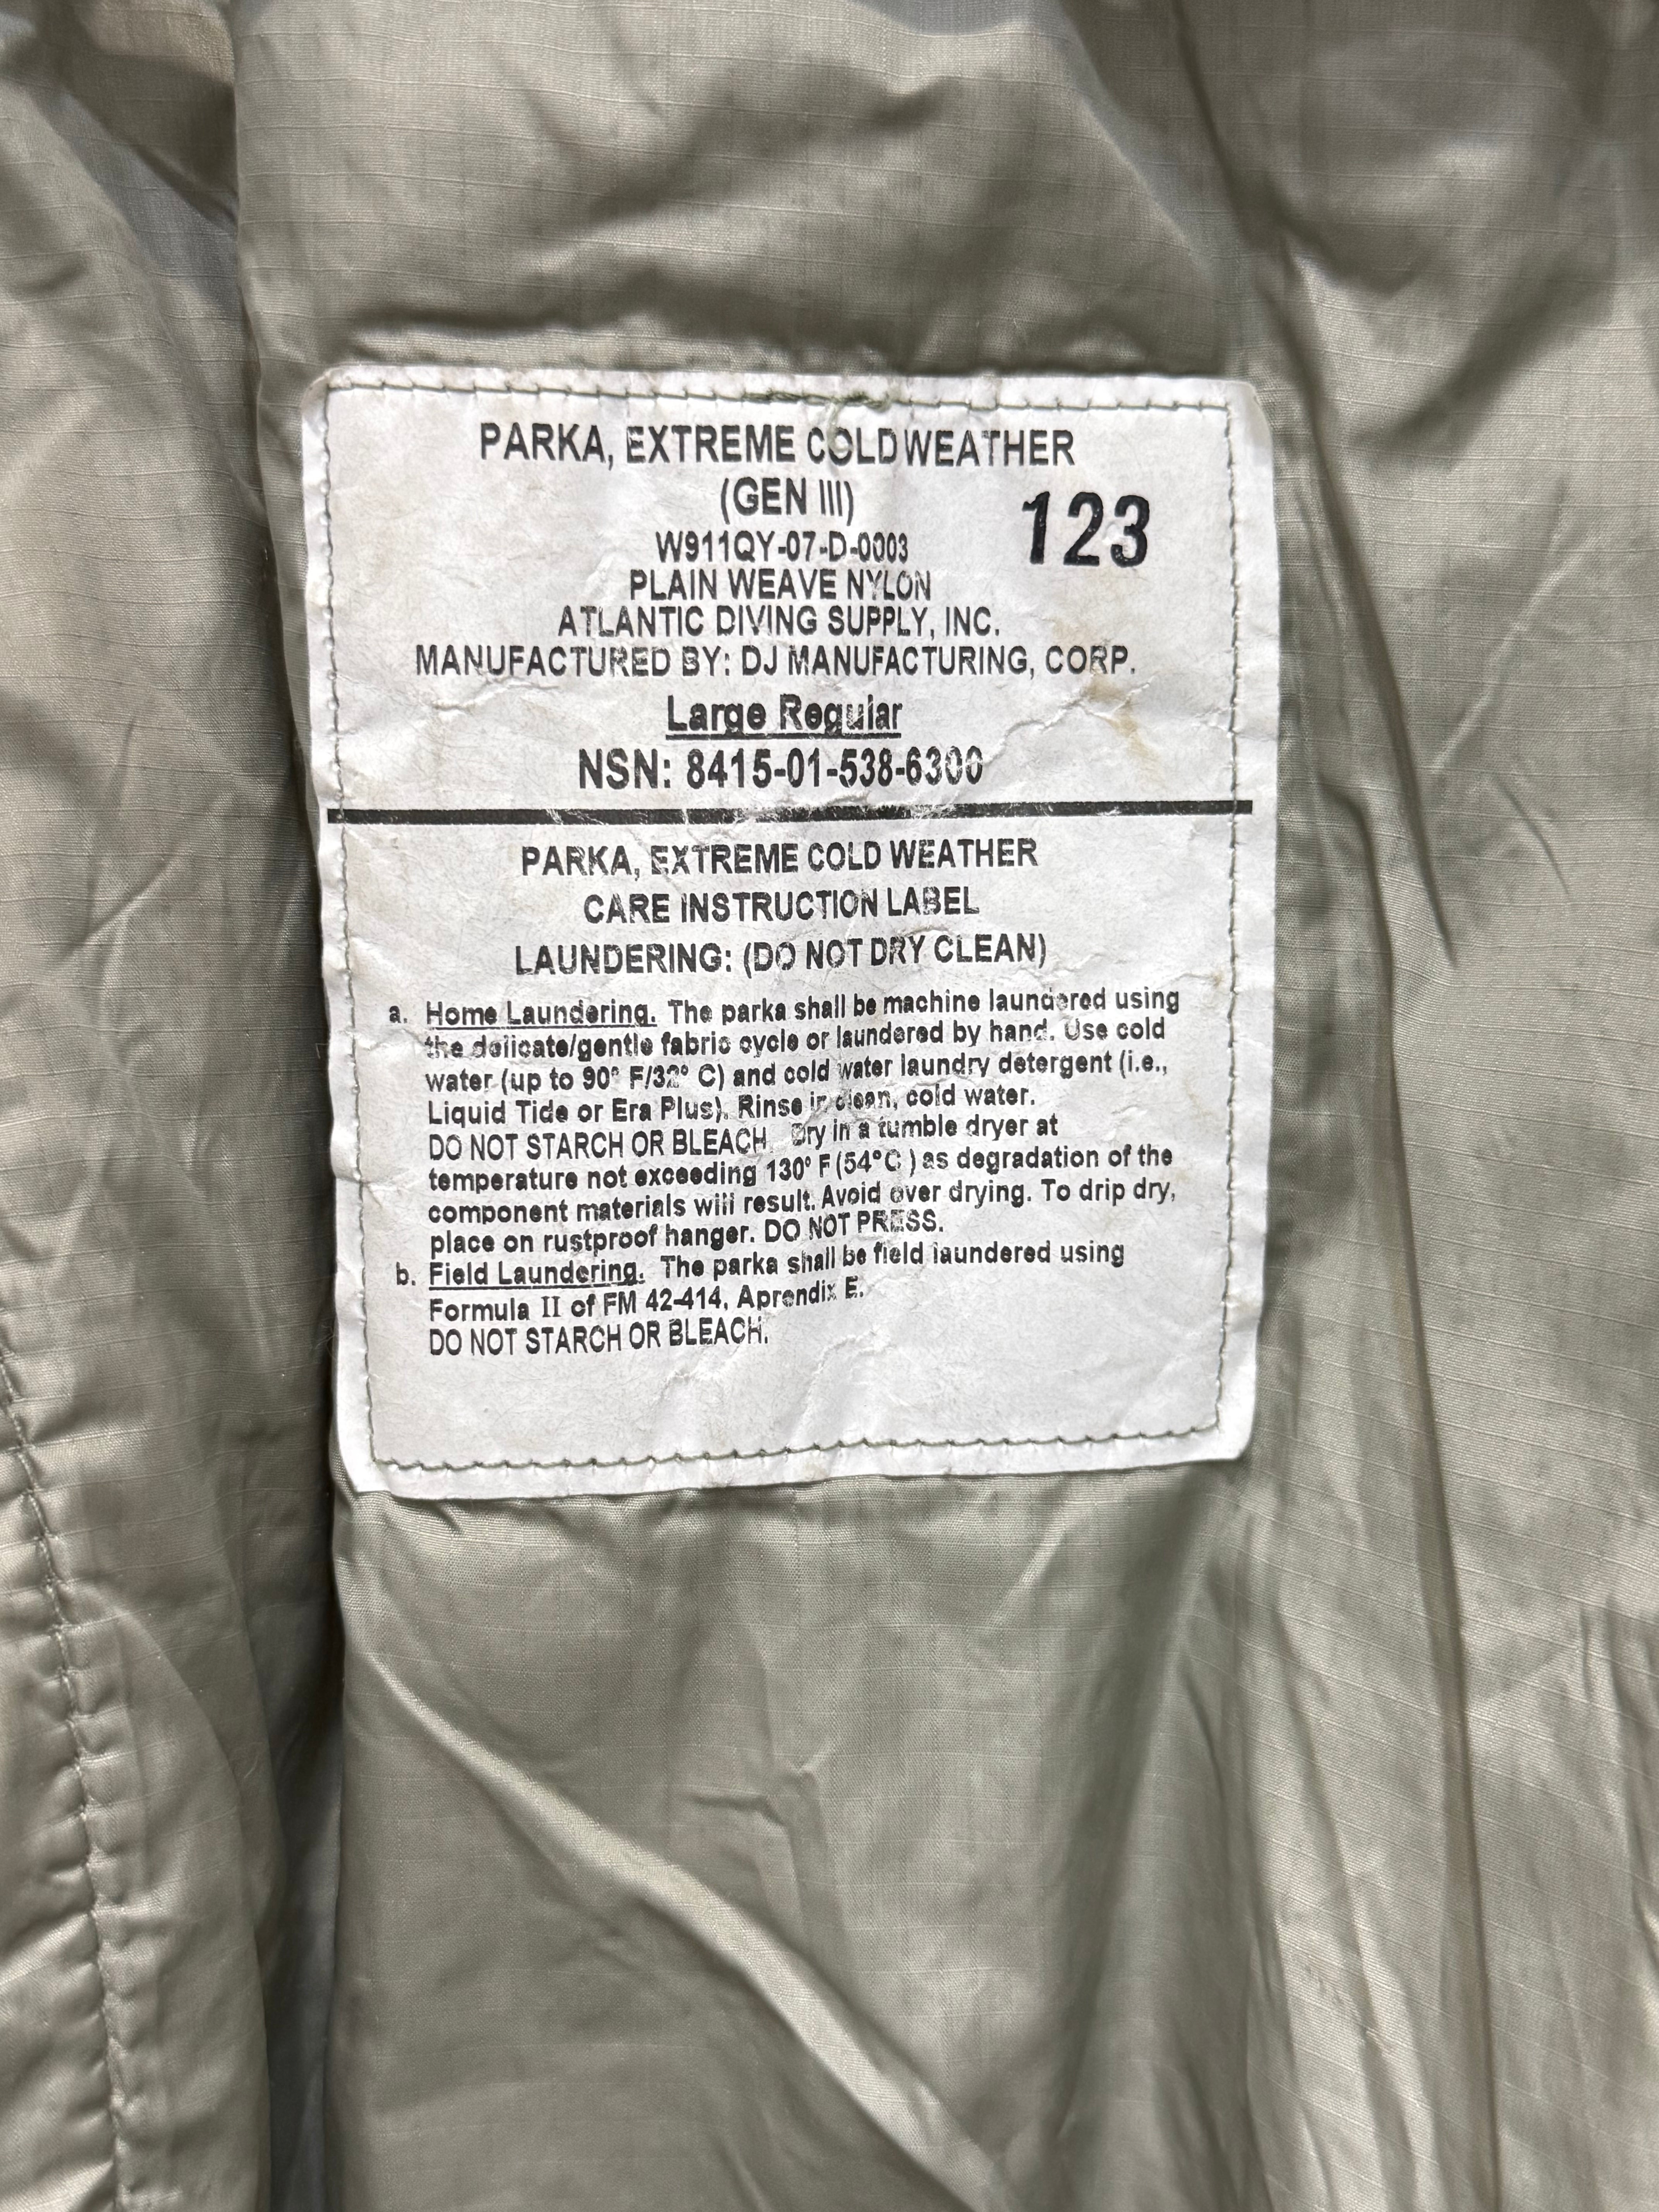 PARKA, EXTREME COLD WEATHER
(GEN III)
123
W911QY-07-D-0003
PLAIN WEAVE NYLON
ATLANTIC DIVING SUPPLY, INC.
MANUFACTURED BY: DJ MANUFACTURING, CORP.
Large Regular
NSN: 8415-01-538-6300
PARKA, EXTREME COLD WEATHER
CARE INSTRUCTION LABEL
LAUNDERING: (DO NOT DRY CLEAN)
a. Home Laundering. The parka shall be machine laundered using
the delicate/gentle fabric cycle or laundered by hand. Use cold
water (up to 90° F/32° C) and cold water laundry detergent (i.e.,
Liquid Tide or Era Plus). Rinse in clean, cold water.
DO NOT STARCH OR BLEACH. Dry in a tumble dryer at
temperature not exceeding 130° F (54°C ) as degradation of the
component materials will result. Avoid over drying. To drip dry,
place on rustproof hanger. DO NOT PRESS.
b. Field Laundering. The parka shall be field laundered using
Formula II of FM 42-414, Appendix E.
DO NOT STARCH OR BLEACH.